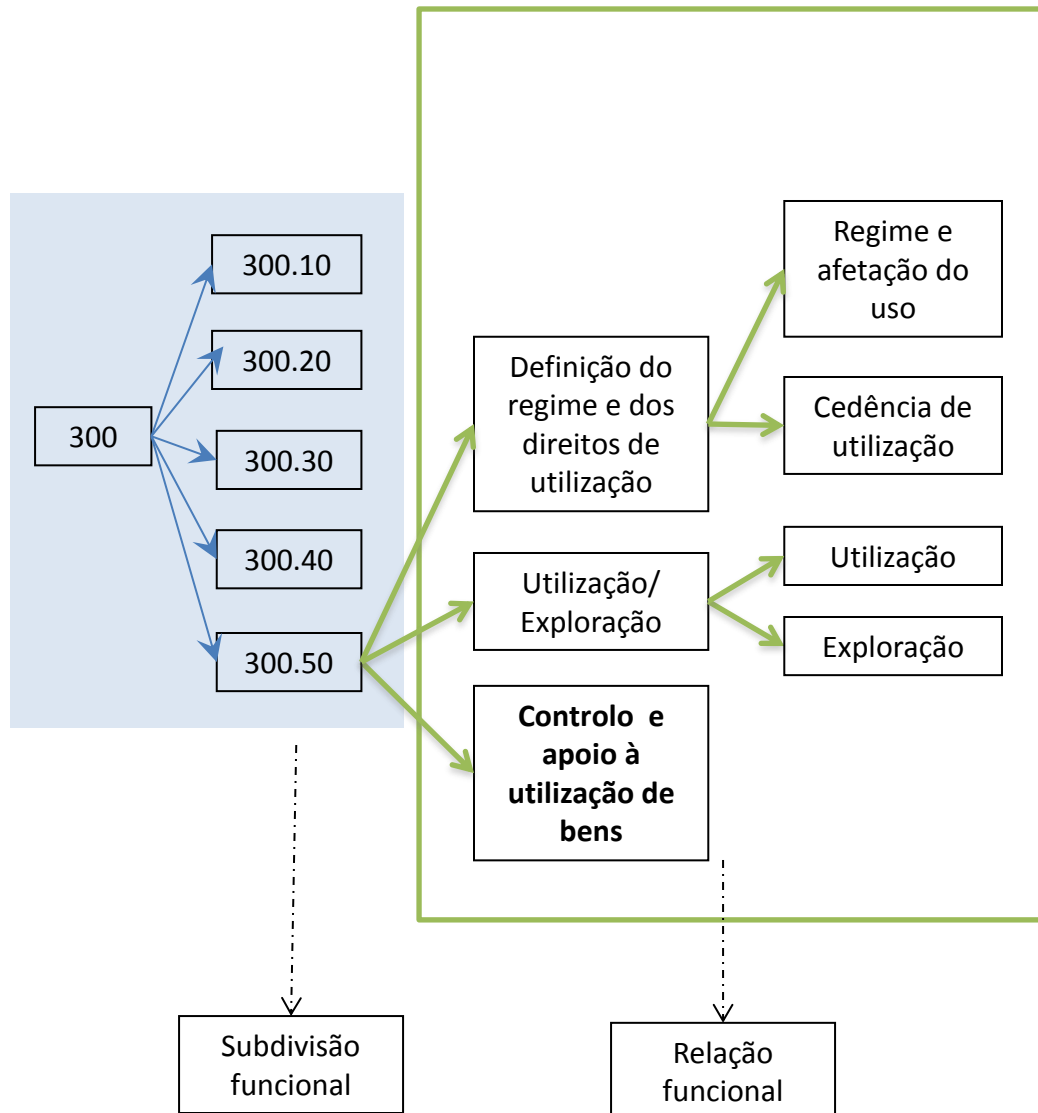 300
300.10
300.20
300.30
300.40
300.50
Definição do
regime e dos
direitos de
utilização
Utilização/
Exploração
Controlo e
apoio à
utilização de
bens
Regime e
afetação do
uso
Cedência de
utilização
Utilização
Exploração
Subdivisão
funcional
Relação
funcional